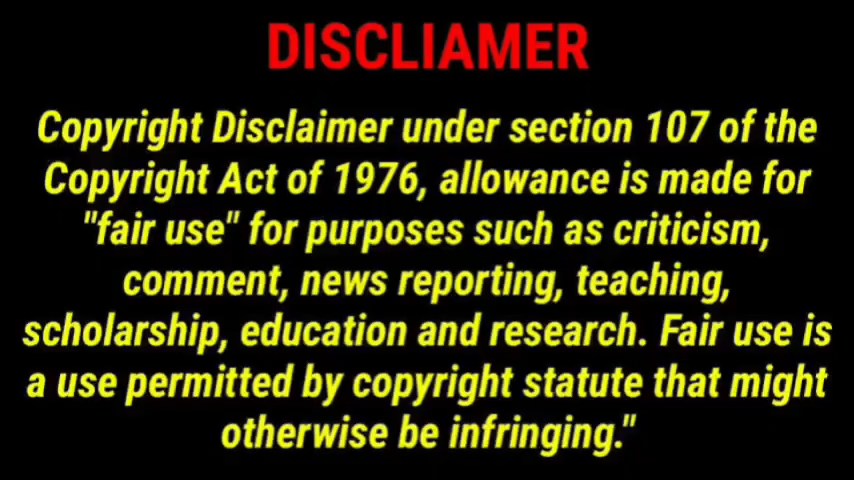 DISCLIAMER
Copyright Disclaimer under section 107 of the
Copyright Act of 1976, allowance is made for
"fair use" for purposes such as criticism,
comment, news reporting, teaching,
scholarship, education and research. Fair use is
a use permitted by copyright statute that might
otherwise be infringing."